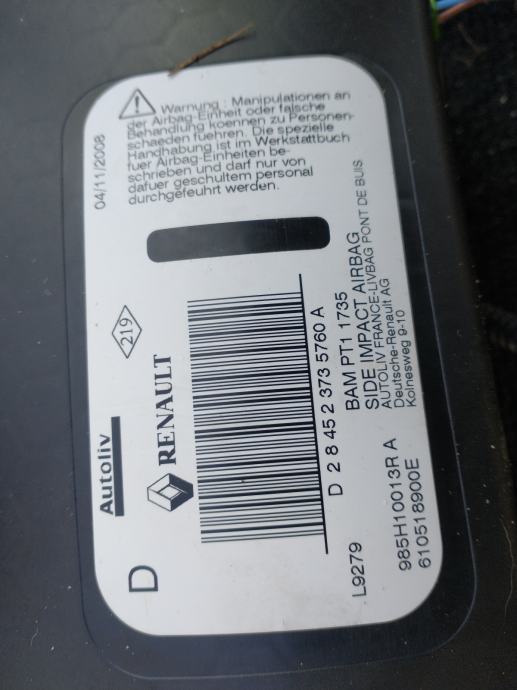 04/11/2008
Warnung : Manipulationen an
der Airbag-Einheit oder falsche
Behandlung koennen zu Personen-
schaeden fuehren. Die spezielle
Handhabung ist im Werkstattbuch
fuer Airbag-Einheiten be-
schrieben und darf nur von
dafuer geschultem personal
durchgefeuhrt werden.
219
Autoliv
RENAULT
D
D 2 8 45 2 373 5760 A
BAM PT1 1735
SIDE IMPACT AIRBAG
AUTOLIV FRANCE-LIVBAG PONT DE BUIS
Deutsche-Renault AG
Kolnesweg 9-10
L9279
985H10013R A
610518900E